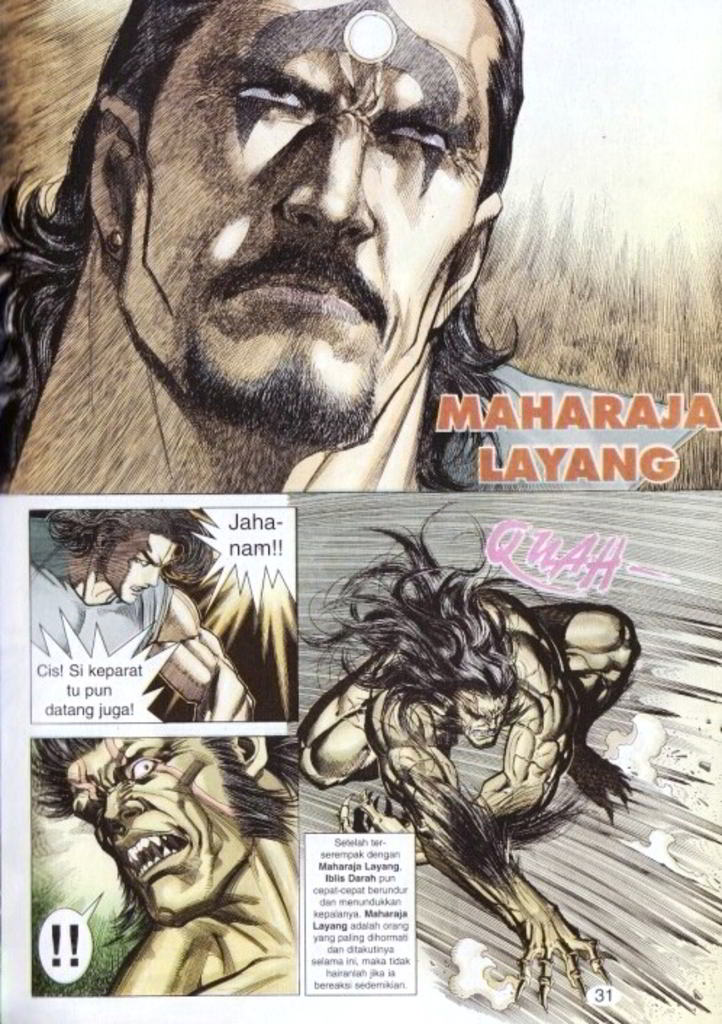 MAHARAJA
LAYANG
Jaha-
nam!!
Cis! Si keparat
tu pun
datang juga!
QUAH
!!
Setelah ter-
serempak dengan
Maharaja Layang,
Iblis Darah pun
cepat-cepat berundur
dan menundukkan
kepalanya. Maharaja
Layang adalah orang
yang paling dihormati
dan ditakutinya
selama ini, maka tidak
hairanlah jika ia
bereaksi sedemikian.
31